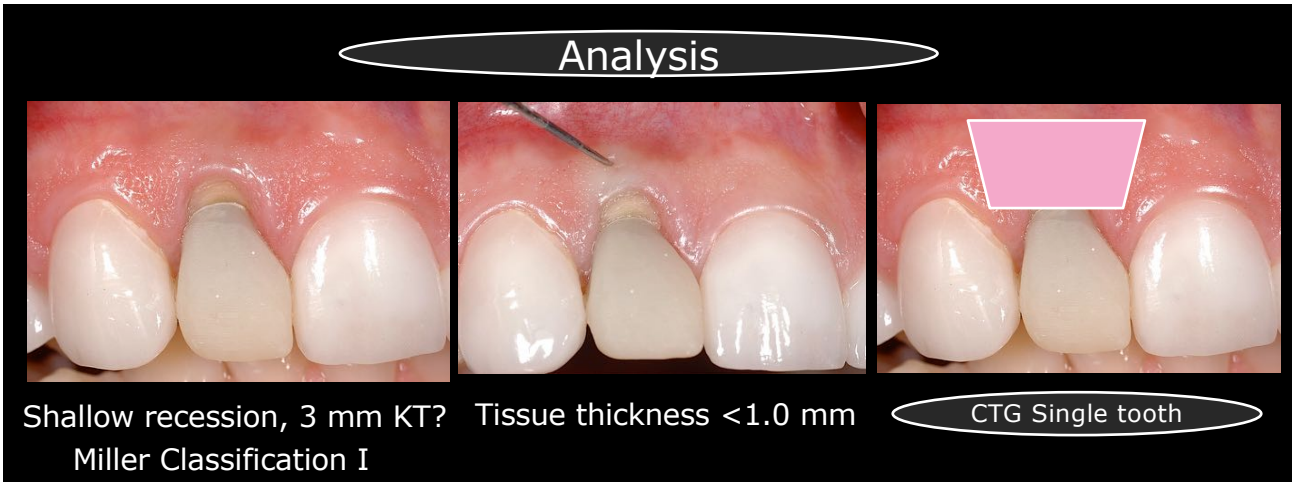 Analysis
Shallow recession, 3 mm KT?
Miller Classification I
Tissue thickness <1.0 mm
CTG Single tooth